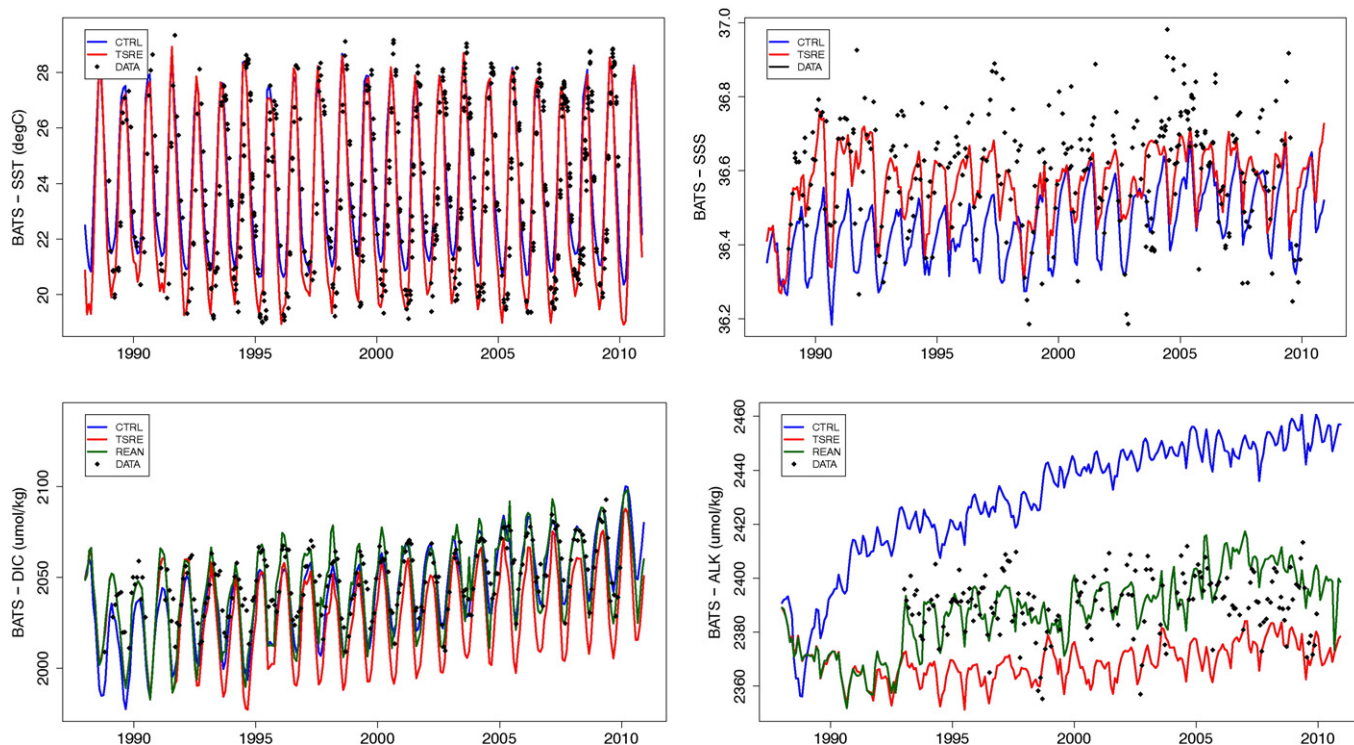 BATS − SST (degC)
28
26
24
22
20
CTRL
TSRE
DATA
1990
1995
2000
2005
2010
BATS − SSS
37.0
36.8
36.6
36.4
36.2
CTRL
TSRE
DATA
1990
1995
2000
2005
2010
BATS − DIC (umol/kg)
2100
2050
2000
CTRL
TSRE
REAN
DATA
1990
1995
2000
2005
2010
BATS − ALK (umol/kg)
2460
2440
2420
2400
2380
2360
CTRL
TSRE
REAN
DATA
1990
1995
2000
2005
2010